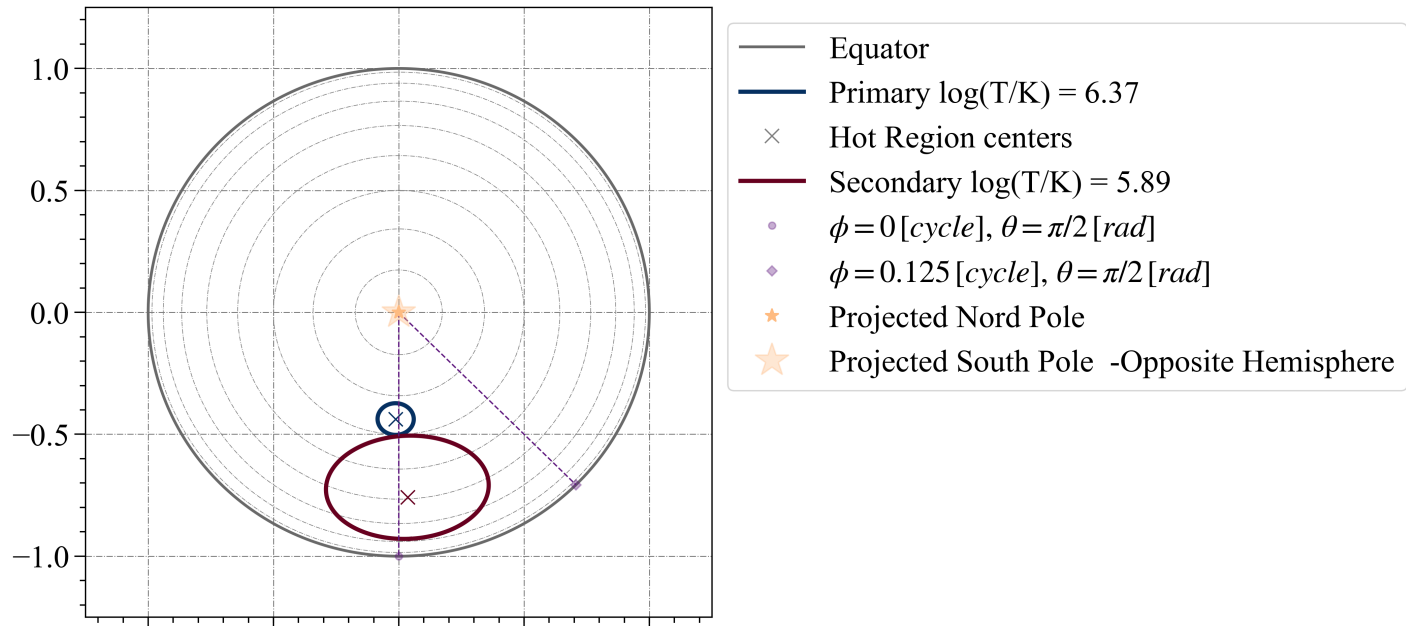 1.0
0.5
0.0
−0.5
−1.0
Equator
Primary log(T/K) = 6.37
Hot Region centers
Secondary log(T/K) = 5.89
ϕ = 0 [cycle], θ = π/2 [rad]
ϕ = 0.125 [cycle], θ = π/2 [rad]
Projected Nord Pole
Projected South Pole -Opposite Hemisphere